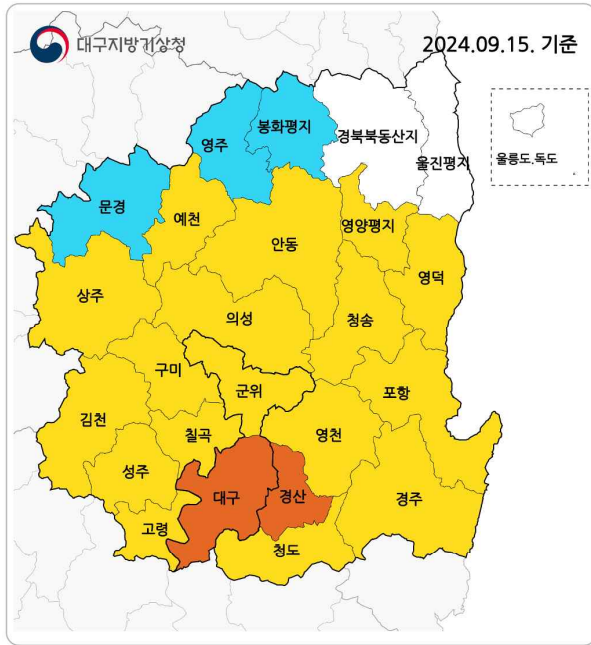 대구지방기상청
2024.09.15. 기준
영주
봉화평지
경북북동산지
울진평지
울릉도.독도
문경
예천
안동
영양평지
영덕
상주
의성
청송
구미
군위
포항
김천
칠곡
영천
성주
대구
경산
경주
고령
청도